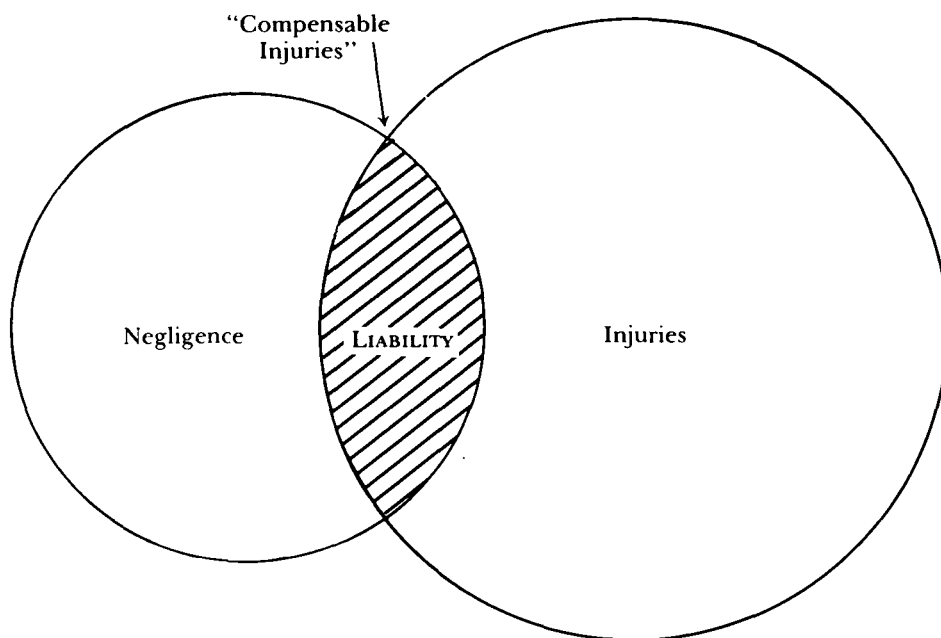 “Compensable
Injuries”
Negligence
LIABILITY
Injuries